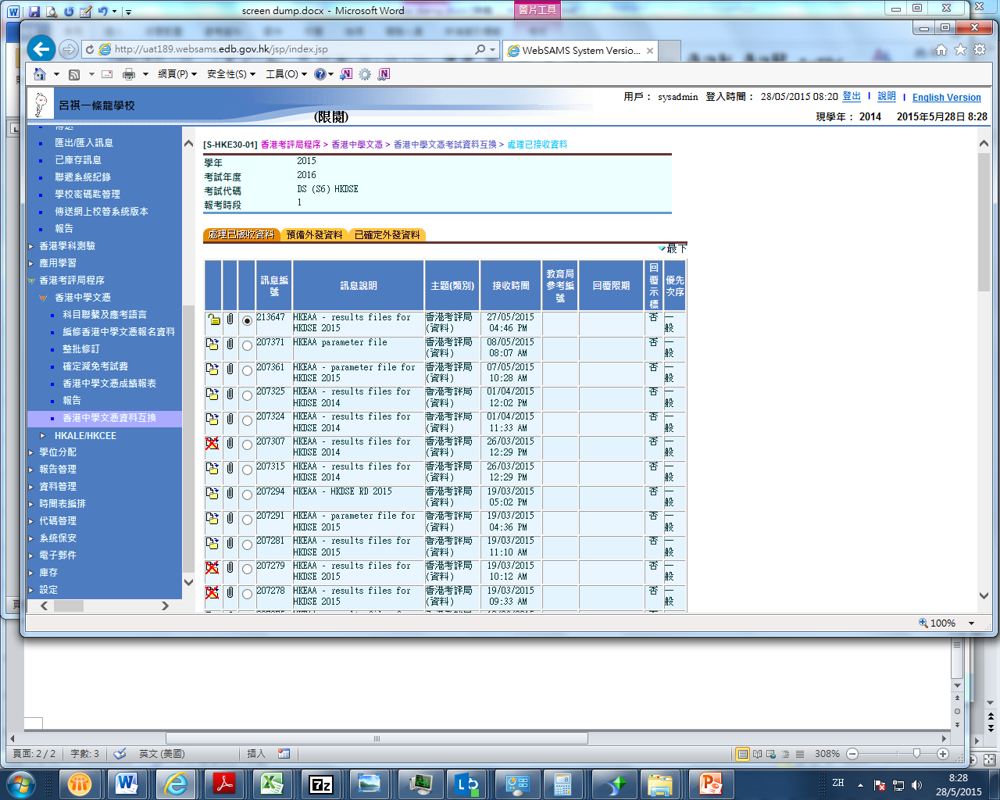 screen dump.docx - Microsoft Word
圖片工具
http://uat189.websams.edb.gov.hk/jsp/index.jsp
WebSAMS System Versio...
網頁(P)
安全性(S)
工具(O)
呂祺一條龍學校
(限閱)
用戶： sysadmin 登入時間： 28/05/2015 08:20 登出 | 說明 | English Version
現學年： 2014 2015年5月28日 8:28
匯出/匯入訊息
已庫存訊息
聯遞系統紀錄
學校密碼匙管理
傳送網上校管系統版本
報告
香港學科測驗
應用學習
香港考評局程序
香港中學文憑
科目聯繫及應考語言
編修香港中學文憑報名資料
整批修訂
確定減免考試費
香港中學文憑成績報表
報告
香港中學文憑資料互換
HKALE/HKCEE
學位分配
報告管理
資料管理
時間表編排
代碼管理
系統保安
電子郵件
庫存
設定
[S-HKE30-01] 香港考評局程序 > 香港中學文憑 > 香港中學文憑考試資料互換 > 處理已接收資料
學年 2015
考試年度 2016
考試代碼 DS (S6) HKDSE
報考時段 1
處理已接收資料 預備外發資料 已確定外發資料
最下
訊息編號 訊息說明 主題(類別) 接收時間 教育局參考編號 回覆限期 回覆示標 優先次序
213647 HKEAA - results files for HKDSE 2015 香港考評局(資料) 27/05/2015 04:46 PM 否 一般
207371 HKEAA parameter file 香港考評局(資料) 08/05/2015 08:07 AM 否 一般
207361 HKEAA - parameter file for HKDSE 2015 香港考評局(資料) 07/05/2015 10:28 AM 否 一般
207325 HKEAA - results files for HKDSE 2014 香港考評局(資料) 01/04/2015 12:02 PM 否 一般
207324 HKEAA - results files for HKDSE 2014 香港考評局(資料) 01/04/2015 11:33 AM 否 一般
207307 HKEAA - results files for HKDSE 2014 香港考評局(資料) 26/03/2015 12:29 PM 否 一般
207315 HKEAA - results files for HKDSE 2014 香港考評局(資料) 26/03/2015 12:29 PM 否 一般
207294 HKEAA - HKDSE RD 2015 香港考評局(資料) 19/03/2015 05:02 PM 否 一般
207291 HKEAA - parameter file for HKDSE 2015 香港考評局(資料) 19/03/2015 04:36 PM 否 一般
207281 HKEAA - results files for HKDSE 2015 香港考評局(資料) 19/03/2015 11:10 AM 否 一般
207279 HKEAA - results files for HKDSE 2015 香港考評局(資料) 19/03/2015 10:12 AM 否 一般
207278 HKEAA - results files for HKDSE 2015 香港考評局(資料) 19/03/2015 09:33 AM 否 一般
100%
頁面: 2 / 2 字數: 3 英文 (美國) 插入 308%
ZH
8:28
28/5/2015